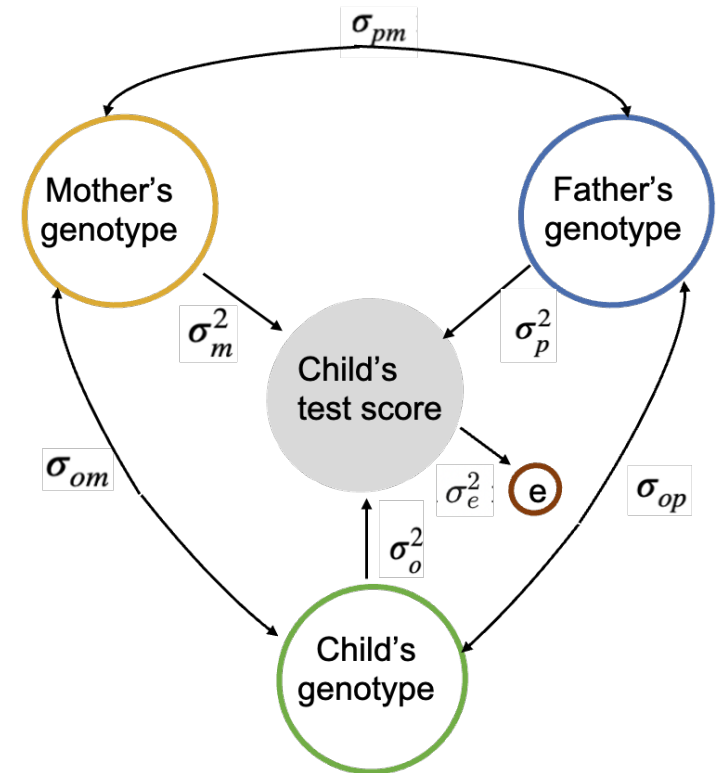 σpm
Mother's
genotype
Father's
genotype
σ²m
σ²p
Child's
test score
σom
σ²e
e
σop
σ²o
Child's
genotype